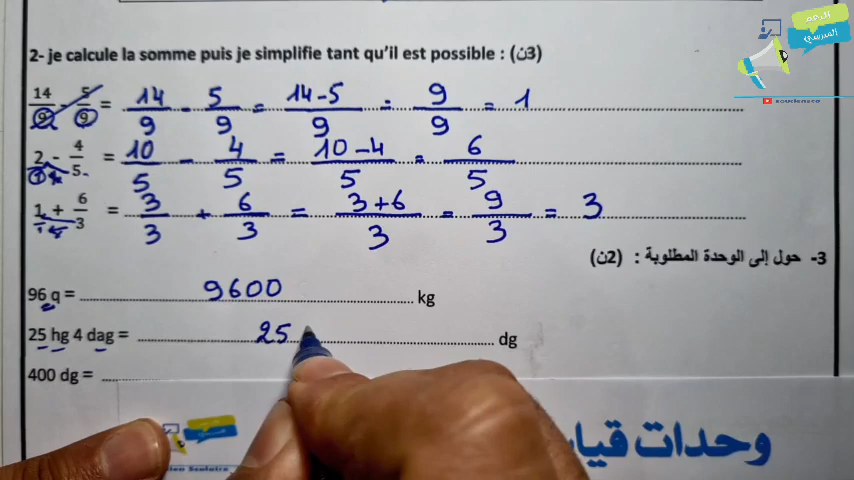 الدعم
المدرسي
2- je calcule la somme puis je simplifie tant qu'il est possible : (3ن)
14/9 - 5/9 = 14/9 - 5/9 = 14-5/9 = 9/9 = 1
2 - 4/5 = 10/5 - 4/5 = 10-4/5 = 6/5
1 + 6/3 = 3/3 + 6/3 = 3+6/3 = 9/3 = 3
3- حول إلى الوحدة المطلوبة : (2ن)
96 q = 9600 kg
25 hg 4 dag = 25 dg
400 dg =
وحدات قيا